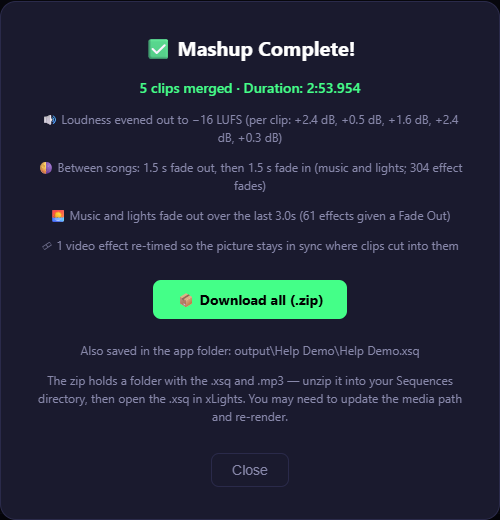 Mashup Complete!
5 clips merged · Duration: 2:53.954
Loudness evened out to −16 LUFS (per clip: +2.4 dB, +0.5 dB, +1.6 dB, +2.4
dB, +0.3 dB)
Between songs: 1.5 s fade out, then 1.5 s fade in (music and lights; 304 effect
fades)
Music and lights fade out over the last 3.0s (61 effects given a Fade Out)
1 video effect re-timed so the picture stays in sync where clips cut into them
Download all (.zip)
Also saved in the app folder: output\Help Demo\Help Demo.xsq
The zip holds a folder with the .xsq and .mp3 — unzip it into your Sequences
directory, then open the .xsq in xLights. You may need to update the media path
and re-render.
Close